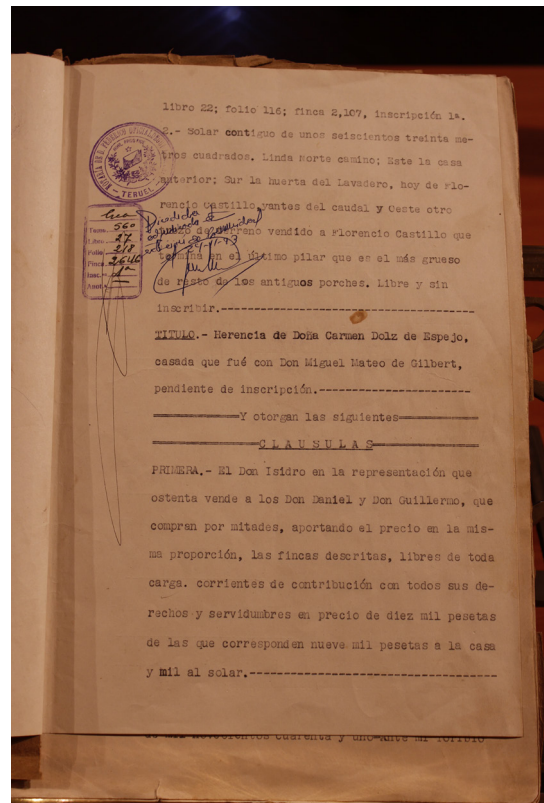 libro 22; folio 116; finca 2,107, inscripción 1ª.
2.- Solar contiguo de unos seiscientos treinta me-
tros cuadrados. Linda Norte camino; Este la casa
anterior; Sur la huerta del Lavadero, hoy de Flo-
rencio Castillo, antes del caudal y Oeste otro
trozo de terreno vendido a Florencio Castillo que
termina en el último pilar que es el más grueso
de resto de los antiguos porches. Libre y sin
inscribir.-
TITULO.- Herencia de Doña Carmen Dolz de Espejo,
casada que fué con Don Miguel Mateo de Gilbert,
pendiente de inscripción.-
Y otorgan las siguientes
C L A U S U L A S
PRIMERA.- El Don Isidro en la representación que
ostenta vende a los Don Daniel y Don Guillermo, que
compran por mitades, aportando el precio en la mis-
ma proporción, las fincas descritas, libres de toda
carga. corrientes de contribución con todos sus de-
rechos y servidumbres en precio de diez mil pesetas
de las que corresponden nueve mil pesetas a la casa
y mil al solar.-
TERUEL
Tomo 560
Libro 27
Folio 218
Finca 2646
Insc. 1ª
Anot.
cuarenta y uno-ante mi